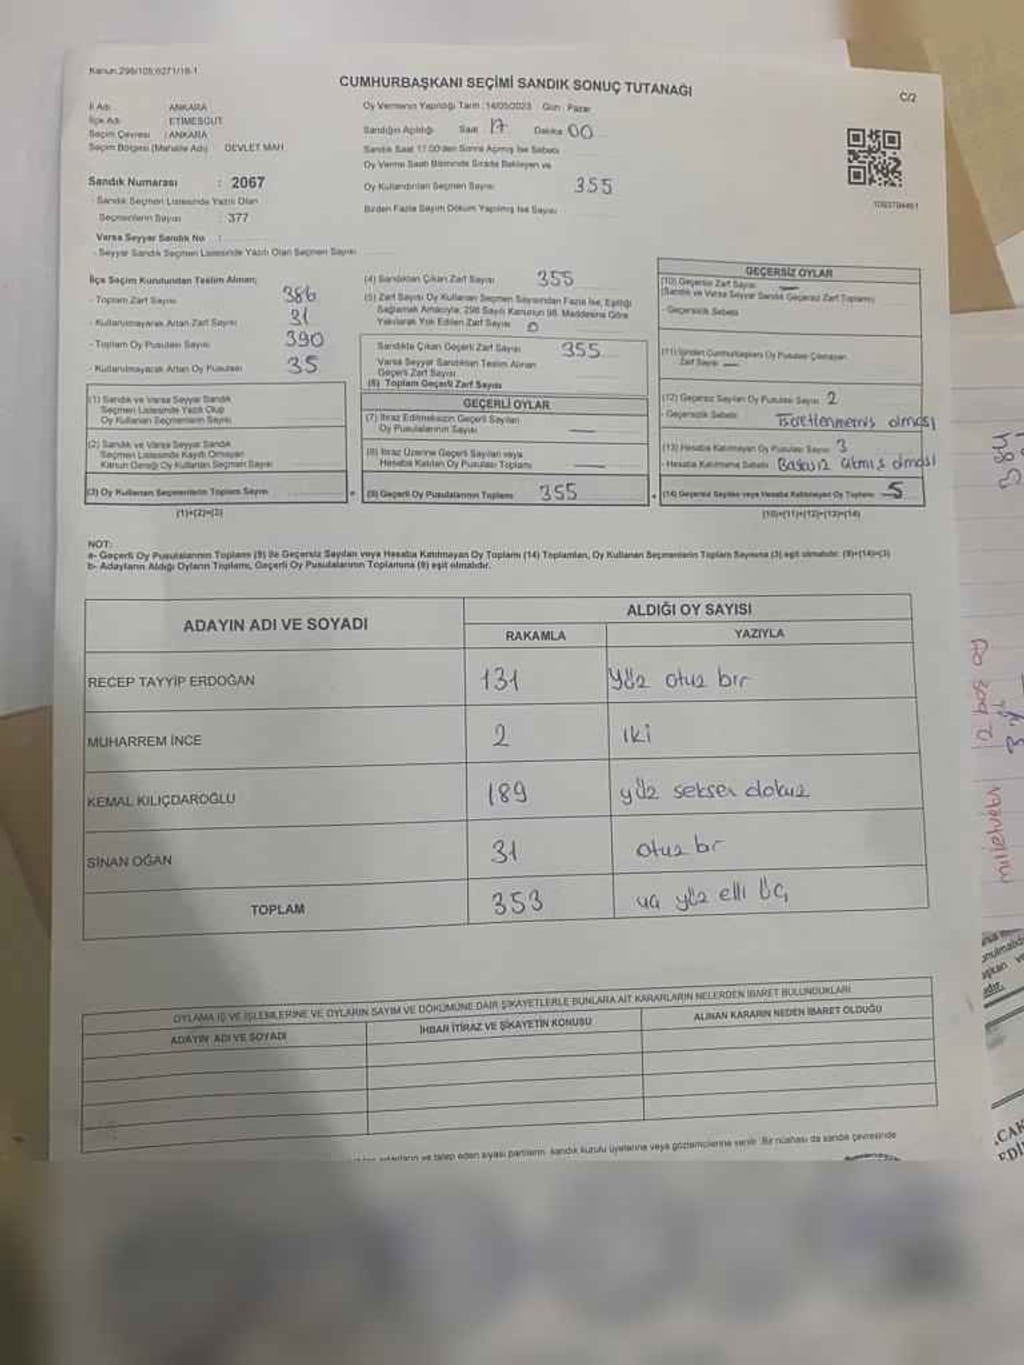 Kanun:298/105;6271/16-1
CUMHURBAŞKANI SEÇİMİ SANDIK SONUÇ TUTANAĞI
C/2
İl Adı : ANKARA
İlçe Adı : ETİMESGUT
Seçim Çevresi : ANKARA
Seçim Bölgesi (Mahalle Adı) DEVLET MAH
Sandık Numarası : 2067
- Sandık Seçmen Listesinde Yazılı Olan
Seçmenlerin Sayısı : 377
Varsa Seyyar Sandık No :
- Seyyar Sandık Seçmen Listesinde Yazılı Olan Seçmen Sayısı
Oy Vermenin Yapıldığı Tarih :14/05/2023 Gün : Pazar
Sandığın Açıldığı Saat 17 Dakika 00
Sandık Saat 17.00'den Sonra Açılmış İse Sebebi
Oy Verme Saati Bitiminde Sırada Bekleyen ve
Oy Kullandırılan Seçmen Sayısı 355
Birden Fazla Sayım Döküm Yapılmış İse Sayısı
İlçe Seçim Kurulundan Teslim Alınan;
- Toplam Zarf Sayısı 386
- Kullanılmayarak Artan Zarf Sayısı 31
- Toplam Oy Pusulası Sayısı 390
- Kullanılmayarak Artan Oy Pusulası 35
(1) Sandık ve Varsa Seyyar Sandık
Seçmen Listesinde Yazılı Olup
Oy Kullanan Seçmenlerin Sayısı
(2) Sandık ve Varsa Seyyar Sandık
Seçmen Listesinde Kaydı Olmayan
Kanun Gereği Oy Kullanan Seçmen Sayısı
(3) Oy Kullanan Seçmenlerin Toplam Sayısı
(1)+(2)=(3)
(4) Sandıktan Çıkan Zarf Sayısı 355
(5) Zarf Sayısı Oy Kullanan Seçmen Sayısından Fazla İse, Eşitliği
Sağlamak Amacıyla, 298 Sayılı Kanunun 98. Maddesine Göre
Yakılarak Yok Edilen Zarf Sayısı 0
Sandıkta Çıkan Geçerli Zarf Sayısı 355
Varsa Seyyar Sandıktan Teslim Alınan
Geçerli Zarf Sayısı
(6) Toplam Geçerli Zarf Sayısı
GEÇERLİ OYLAR
(7) İtiraz Edilmeksizin Geçerli Sayılan
Oy Pusulalarının Sayısı —
(8) İtiraz Üzerine Geçerli Sayılan veya
Hesaba Katılan Oy Pusulası Toplamı —
(9) Geçerli Oy Pusulalarının Toplamı 355
GEÇERSİZ OYLAR
(10) Geçersiz Zarf Sayısı —
(Sandık ve Varsa Seyyar Sandık Geçersiz Zarf Toplamı)
- Geçersizlik Sebebi
(11) İçinden Cumhurbaşkanı Oy Pusulası Çıkmayan
Zarf Sayısı —
(12) Geçersiz Sayılan Oy Pusulası Sayısı 2
- Geçersizlik Sebebi İşaretlenmemiş olması
(13) Hesaba Katılmayan Oy Pusulası Sayısı 3
- Hesaba Katılmama Sebebi
(14) Geçersiz Sayılan veya Hesaba Katılmayan Oy Toplamı 5
(10)+(11)+(12)+(13)=(14)
NOT:
a- Geçerli Oy Pusulalarının Toplamı (9) ile Geçersiz Sayılan veya Hesaba Katılmayan Oy Toplamı (14) Toplamları, Oy Kullanan Seçmenlerin Toplam Sayısına (3) eşit olmalıdır. (9)+(14)=(3)
b- Adayların Aldığı Oyların Toplamı, Geçerli Oy Pusulalarının Toplamına (9) eşit olmalıdır.
ADAYIN ADI VE SOYADI
ALDIĞI OY SAYISI
RAKAMLA YAZIYLA
RECEP TAYYİP ERDOĞAN 131 Yüz otuz bir
MUHARREM İNCE 2 iki
KEMAL KILIÇDAROĞLU 189 yüz seksen dokuz
SİNAN OĞAN 31 otuz bir
TOPLAM 353 üç yüz elli üç
OYLAMA İŞ VE İŞLEMLERİNE VE OYLARIN SAYIM VE DÖKÜMÜNE DAİR ŞİKAYETLERLE BUNLARA AİT KARARLARIN NELERDEN İBARET BULUNDUKLARI
ADAYIN ADI VE SOYADI İHBAR İTİRAZ VE ŞİKAYETİN KONUSU ALINAN KARARIN NEDEN İBARET OLDUĞU
ve talep eden siyasi partilerin sandık kurulu üyelerine veya gözlemcilerine verilir. Bir nüshası da sandık çevresinde
384
2 boş oy
milletvekili